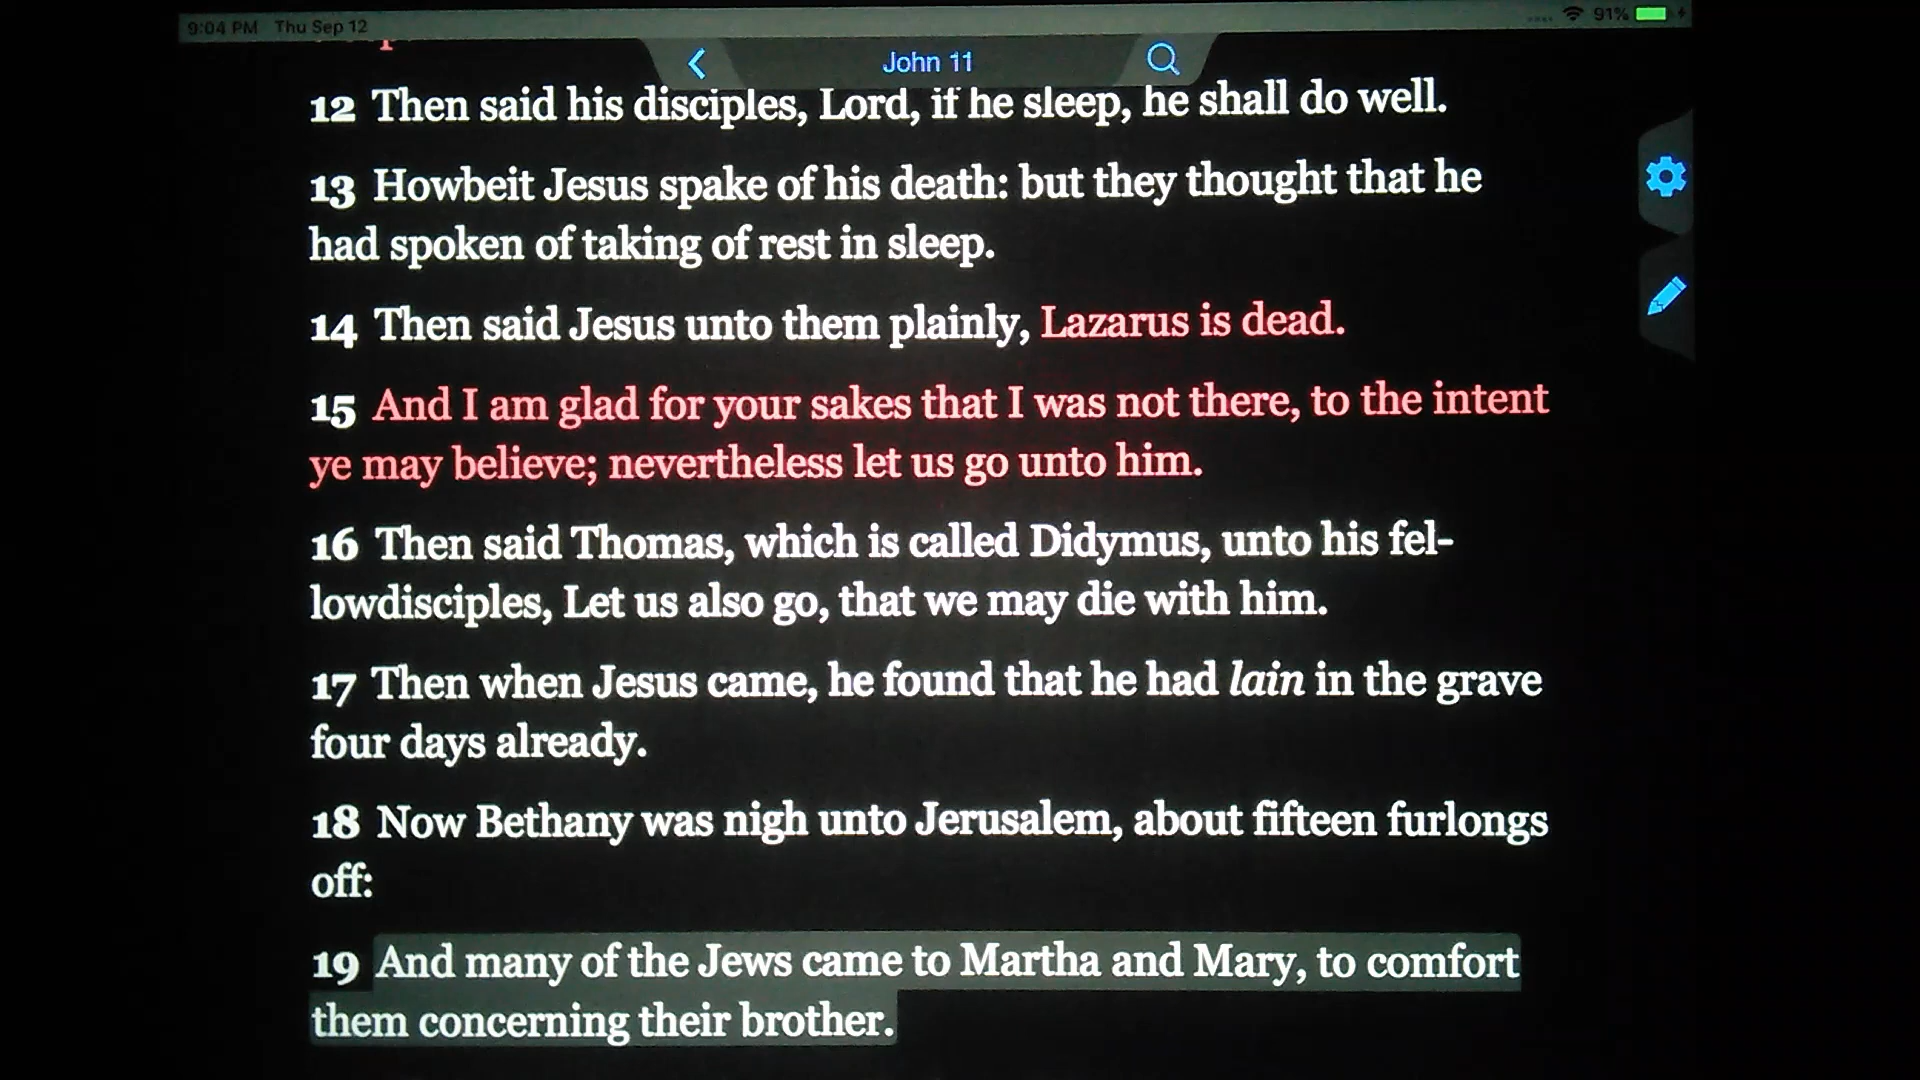 9:04 PM Thu Sep 12
91%
John 11
12 Then said his disciples, Lord, if he sleep, he shall do well.
13 Howbeit Jesus spake of his death: but they thought that he
had spoken of taking of rest in sleep.
14 Then said Jesus unto them plainly, Lazarus is dead.
15 And I am glad for your sakes that I was not there, to the intent
ye may believe; nevertheless let us go unto him.
16 Then said Thomas, which is called Didymus, unto his fel-
lowdisciples, Let us also go, that we may die with him.
17 Then when Jesus came, he found that he had lain in the grave
four days already.
18 Now Bethany was nigh unto Jerusalem, about fifteen furlongs
off:
19 And many of the Jews came to Martha and Mary, to comfort
them concerning their brother.